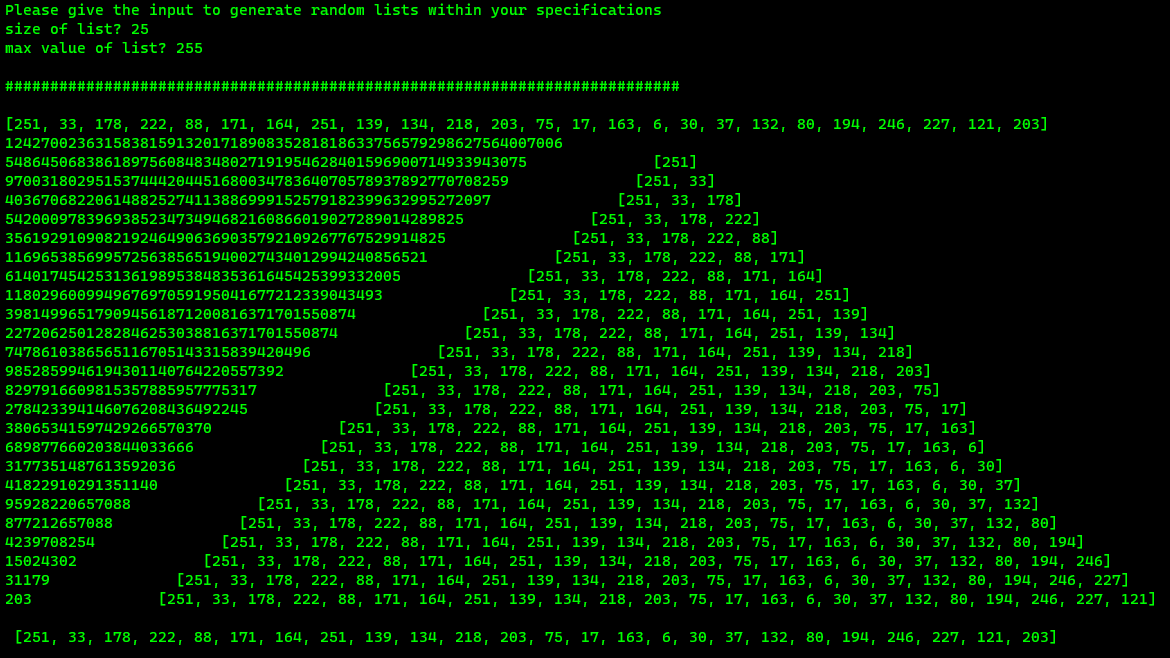 Please give the input to generate random lists within your specifications
size of list? 25
max value of list? 255
###########################################################################
[251, 33, 178, 222, 88, 171, 164, 251, 139, 134, 218, 203, 75, 17, 163, 6, 30, 37, 132, 80, 194, 246, 227, 121, 203]
12427002363158381591320171890835281818633756579298627564007006
5486450683861897560848348027191954628401596900714933943075 [251]
97003180295153744420445168003478364070578937892770708259 [251, 33]
403670682206148825274113886999152579182399632995272097 [251, 33, 178]
542000978396938523473494682160866019027289014289825 [251, 33, 178, 222]
3561929109082192464906369035792109267767529914825 [251, 33, 178, 222, 88]
11696538569957256385651940027434012994240856521 [251, 33, 178, 222, 88, 171]
61401745425313619895384835361645425399332005 [251, 33, 178, 222, 88, 171, 164]
118029600994967697059195041677212339043493 [251, 33, 178, 222, 88, 171, 164, 251]
398149965179094561871200816371701550874 [251, 33, 178, 222, 88, 171, 164, 251, 139]
2272062501282846253038816371701550874 [251, 33, 178, 222, 88, 171, 164, 251, 139, 134]
7478610386565116705143315839420496 [251, 33, 178, 222, 88, 171, 164, 251, 139, 134, 218]
9852859946194301140764220557392 [251, 33, 178, 222, 88, 171, 164, 251, 139, 134, 218, 203]
8297916609815357885957775317 [251, 33, 178, 222, 88, 171, 164, 251, 139, 134, 218, 203, 75]
278423394146076208436492245 [251, 33, 178, 222, 88, 171, 164, 251, 139, 134, 218, 203, 75, 17]
38065341597429266570370 [251, 33, 178, 222, 88, 171, 164, 251, 139, 134, 218, 203, 75, 17, 163]
689877660203844033666 [251, 33, 178, 222, 88, 171, 164, 251, 139, 134, 218, 203, 75, 17, 163, 6]
3177351487613592036 [251, 33, 178, 222, 88, 171, 164, 251, 139, 134, 218, 203, 75, 17, 163, 6, 30]
41822910291351140 [251, 33, 178, 222, 88, 171, 164, 251, 139, 134, 218, 203, 75, 17, 163, 6, 30, 37]
95928220657088 [251, 33, 178, 222, 88, 171, 164, 251, 139, 134, 218, 203, 75, 17, 163, 6, 30, 37, 132]
877212657088 [251, 33, 178, 222, 88, 171, 164, 251, 139, 134, 218, 203, 75, 17, 163, 6, 30, 37, 132, 80]
4239708254 [251, 33, 178, 222, 88, 171, 164, 251, 139, 134, 218, 203, 75, 17, 163, 6, 30, 37, 132, 80, 194]
15024302 [251, 33, 178, 222, 88, 171, 164, 251, 139, 134, 218, 203, 75, 17, 163, 6, 30, 37, 132, 80, 194, 246]
31179 [251, 33, 178, 222, 88, 171, 164, 251, 139, 134, 218, 203, 75, 17, 163, 6, 30, 37, 132, 80, 194, 246, 227]
203 [251, 33, 178, 222, 88, 171, 164, 251, 139, 134, 218, 203, 75, 17, 163, 6, 30, 37, 132, 80, 194, 246, 227, 121]
[251, 33, 178, 222, 88, 171, 164, 251, 139, 134, 218, 203, 75, 17, 163, 6, 30, 37, 132, 80, 194, 246, 227, 121, 203]